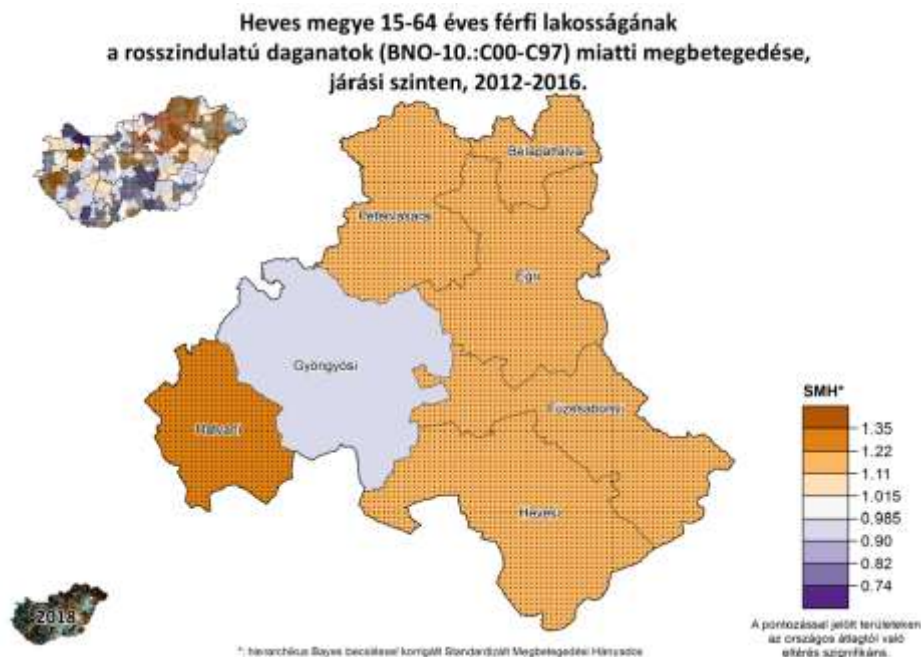 Heves megye 15-64 éves férfi lakosságának
a rosszindulatú daganatok (BNO-10.:C00-C97) miatti megbetegedése,
járási szinten, 2012-2016.
Bélapátfalvai
Pétervásárai
Egri
Gyöngyösi
Hatvani
Füzesabonyi
Hevesi
SMH*
1.35
1.22
1.11
1.015
0.985
0.90
0.82
0.74
2018
A pontozással jelölt területeken
az országos átlagtól való
eltérés szignifikáns.
*: hierarchikus Bayes becsléssel korrigált Standardizált Megbetegedési Hányados